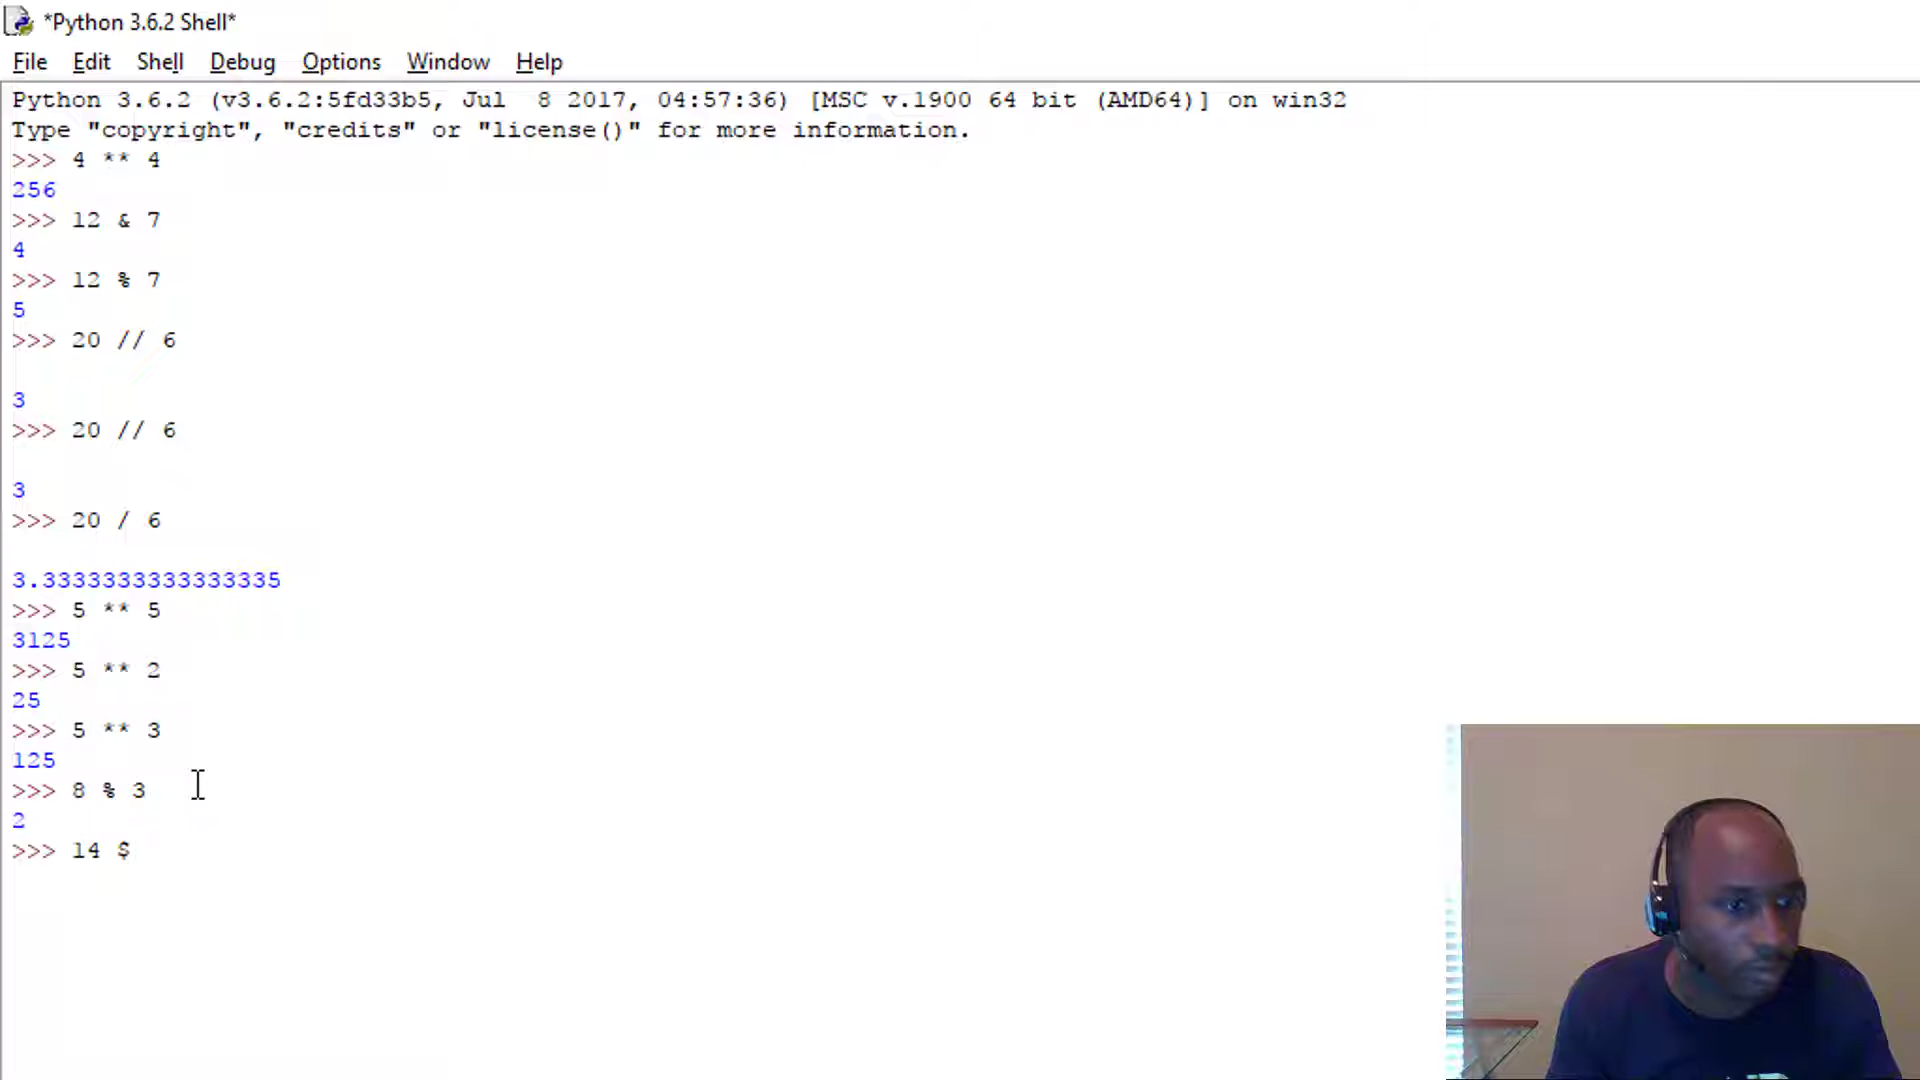 *Python 3.6.2 Shell*
File Edit Shell Debug Options Window Help
Python 3.6.2 (v3.6.2:5fd33b5, Jul  8 2017, 04:57:36) [MSC v.1900 64 bit (AMD64)] on win32
Type "copyright", "credits" or "license()" for more information.
>>> 4 ** 4
256
>>> 12 & 7
4
>>> 12 % 7
5
>>> 20 // 6
3
>>> 20 // 6
3
>>> 20 / 6
3.3333333333333335
>>> 5 ** 5
3125
>>> 5 ** 2
25
>>> 5 ** 3
125
>>> 8 % 3
2
>>> 14 $